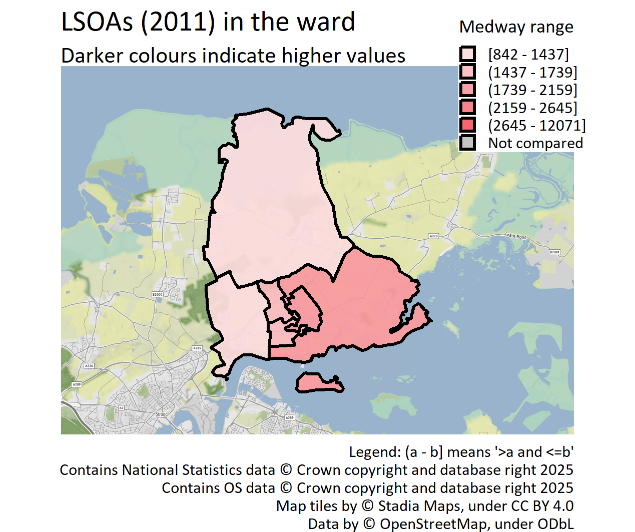 LSOAs (2011) in the ward
Darker colours indicate higher values
Medway range
[842 - 1437]
(1437 - 1739]
(1739 - 2159]
(2159 - 2645]
(2645 - 12071]
Not compared
Legend: (a - b] means '>a and <=b'
Contains National Statistics data © Crown copyright and database right 2025
Contains OS data © Crown copyright and database right 2025
Map tiles by © Stadia Maps, under CC BY 4.0
Data by © OpenStreetMap, under ODbL